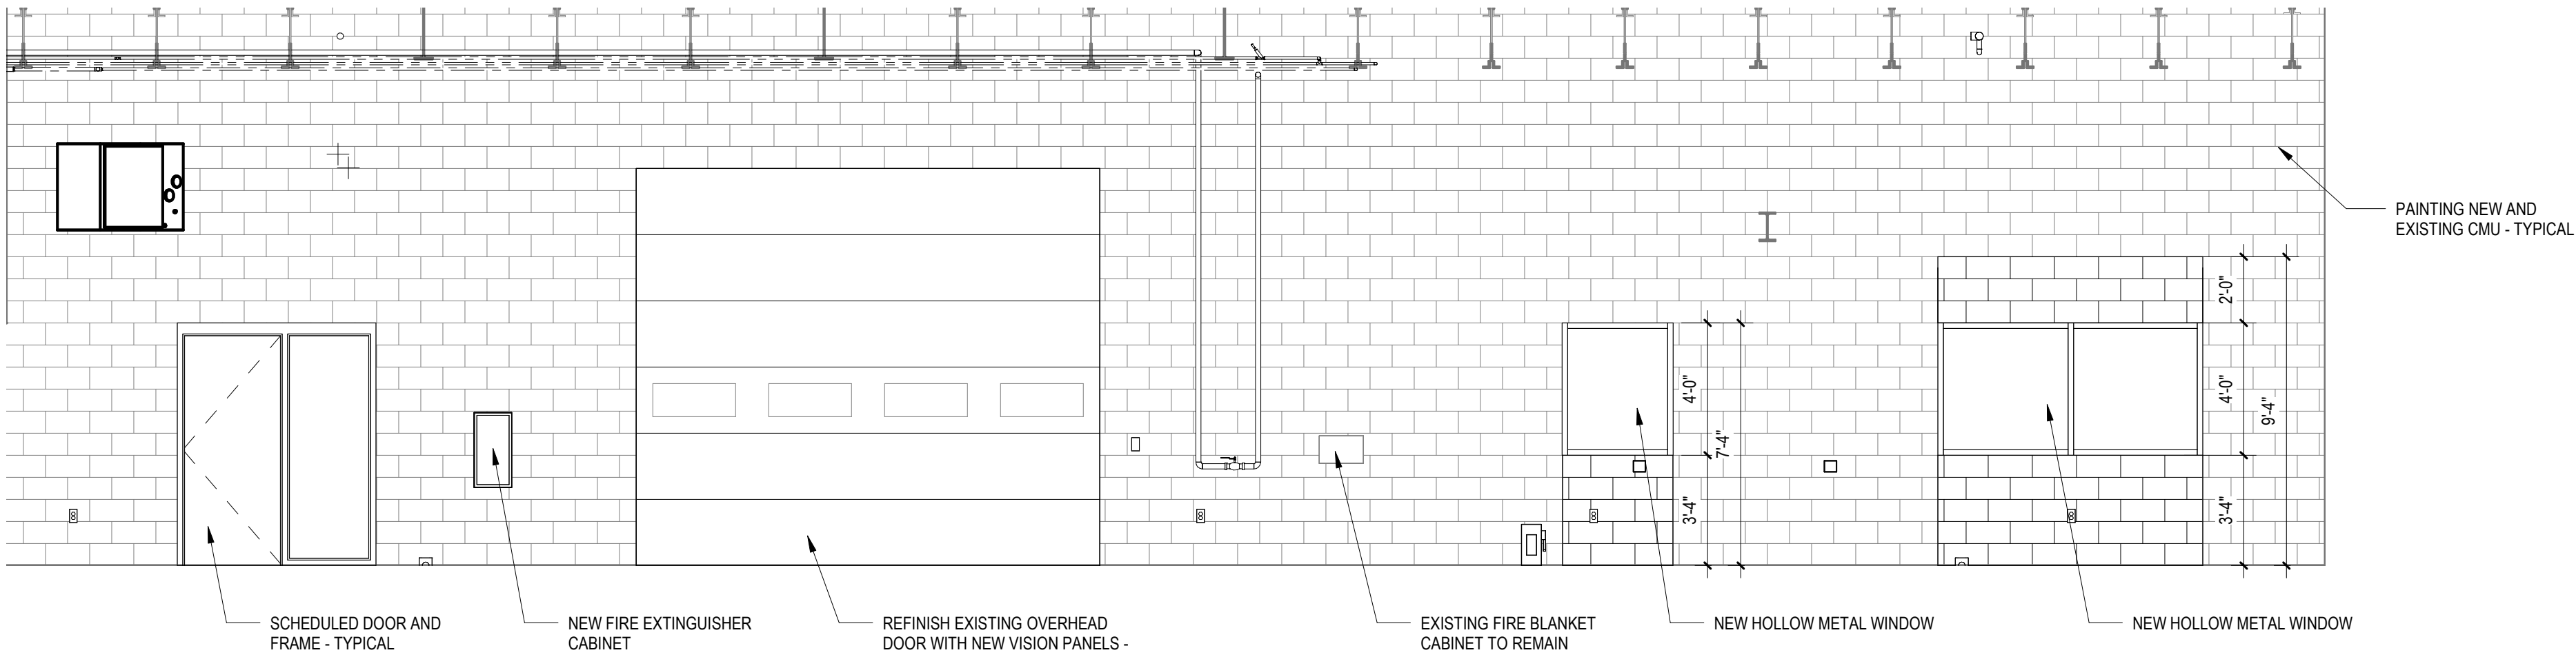 PAINTING NEW AND
EXISTING CMU - TYPICAL
2'-0"
4'-0"
4'-0"
9'-4"
7'-4"
3'-4"
3'-4"
SCHEDULED DOOR AND
FRAME - TYPICAL
NEW FIRE EXTINGUISHER
CABINET
REFINISH EXISTING OVERHEAD
DOOR WITH NEW VISION PANELS -
EXISTING FIRE BLANKET
CABINET TO REMAIN
NEW HOLLOW METAL WINDOW
NEW HOLLOW METAL WINDOW